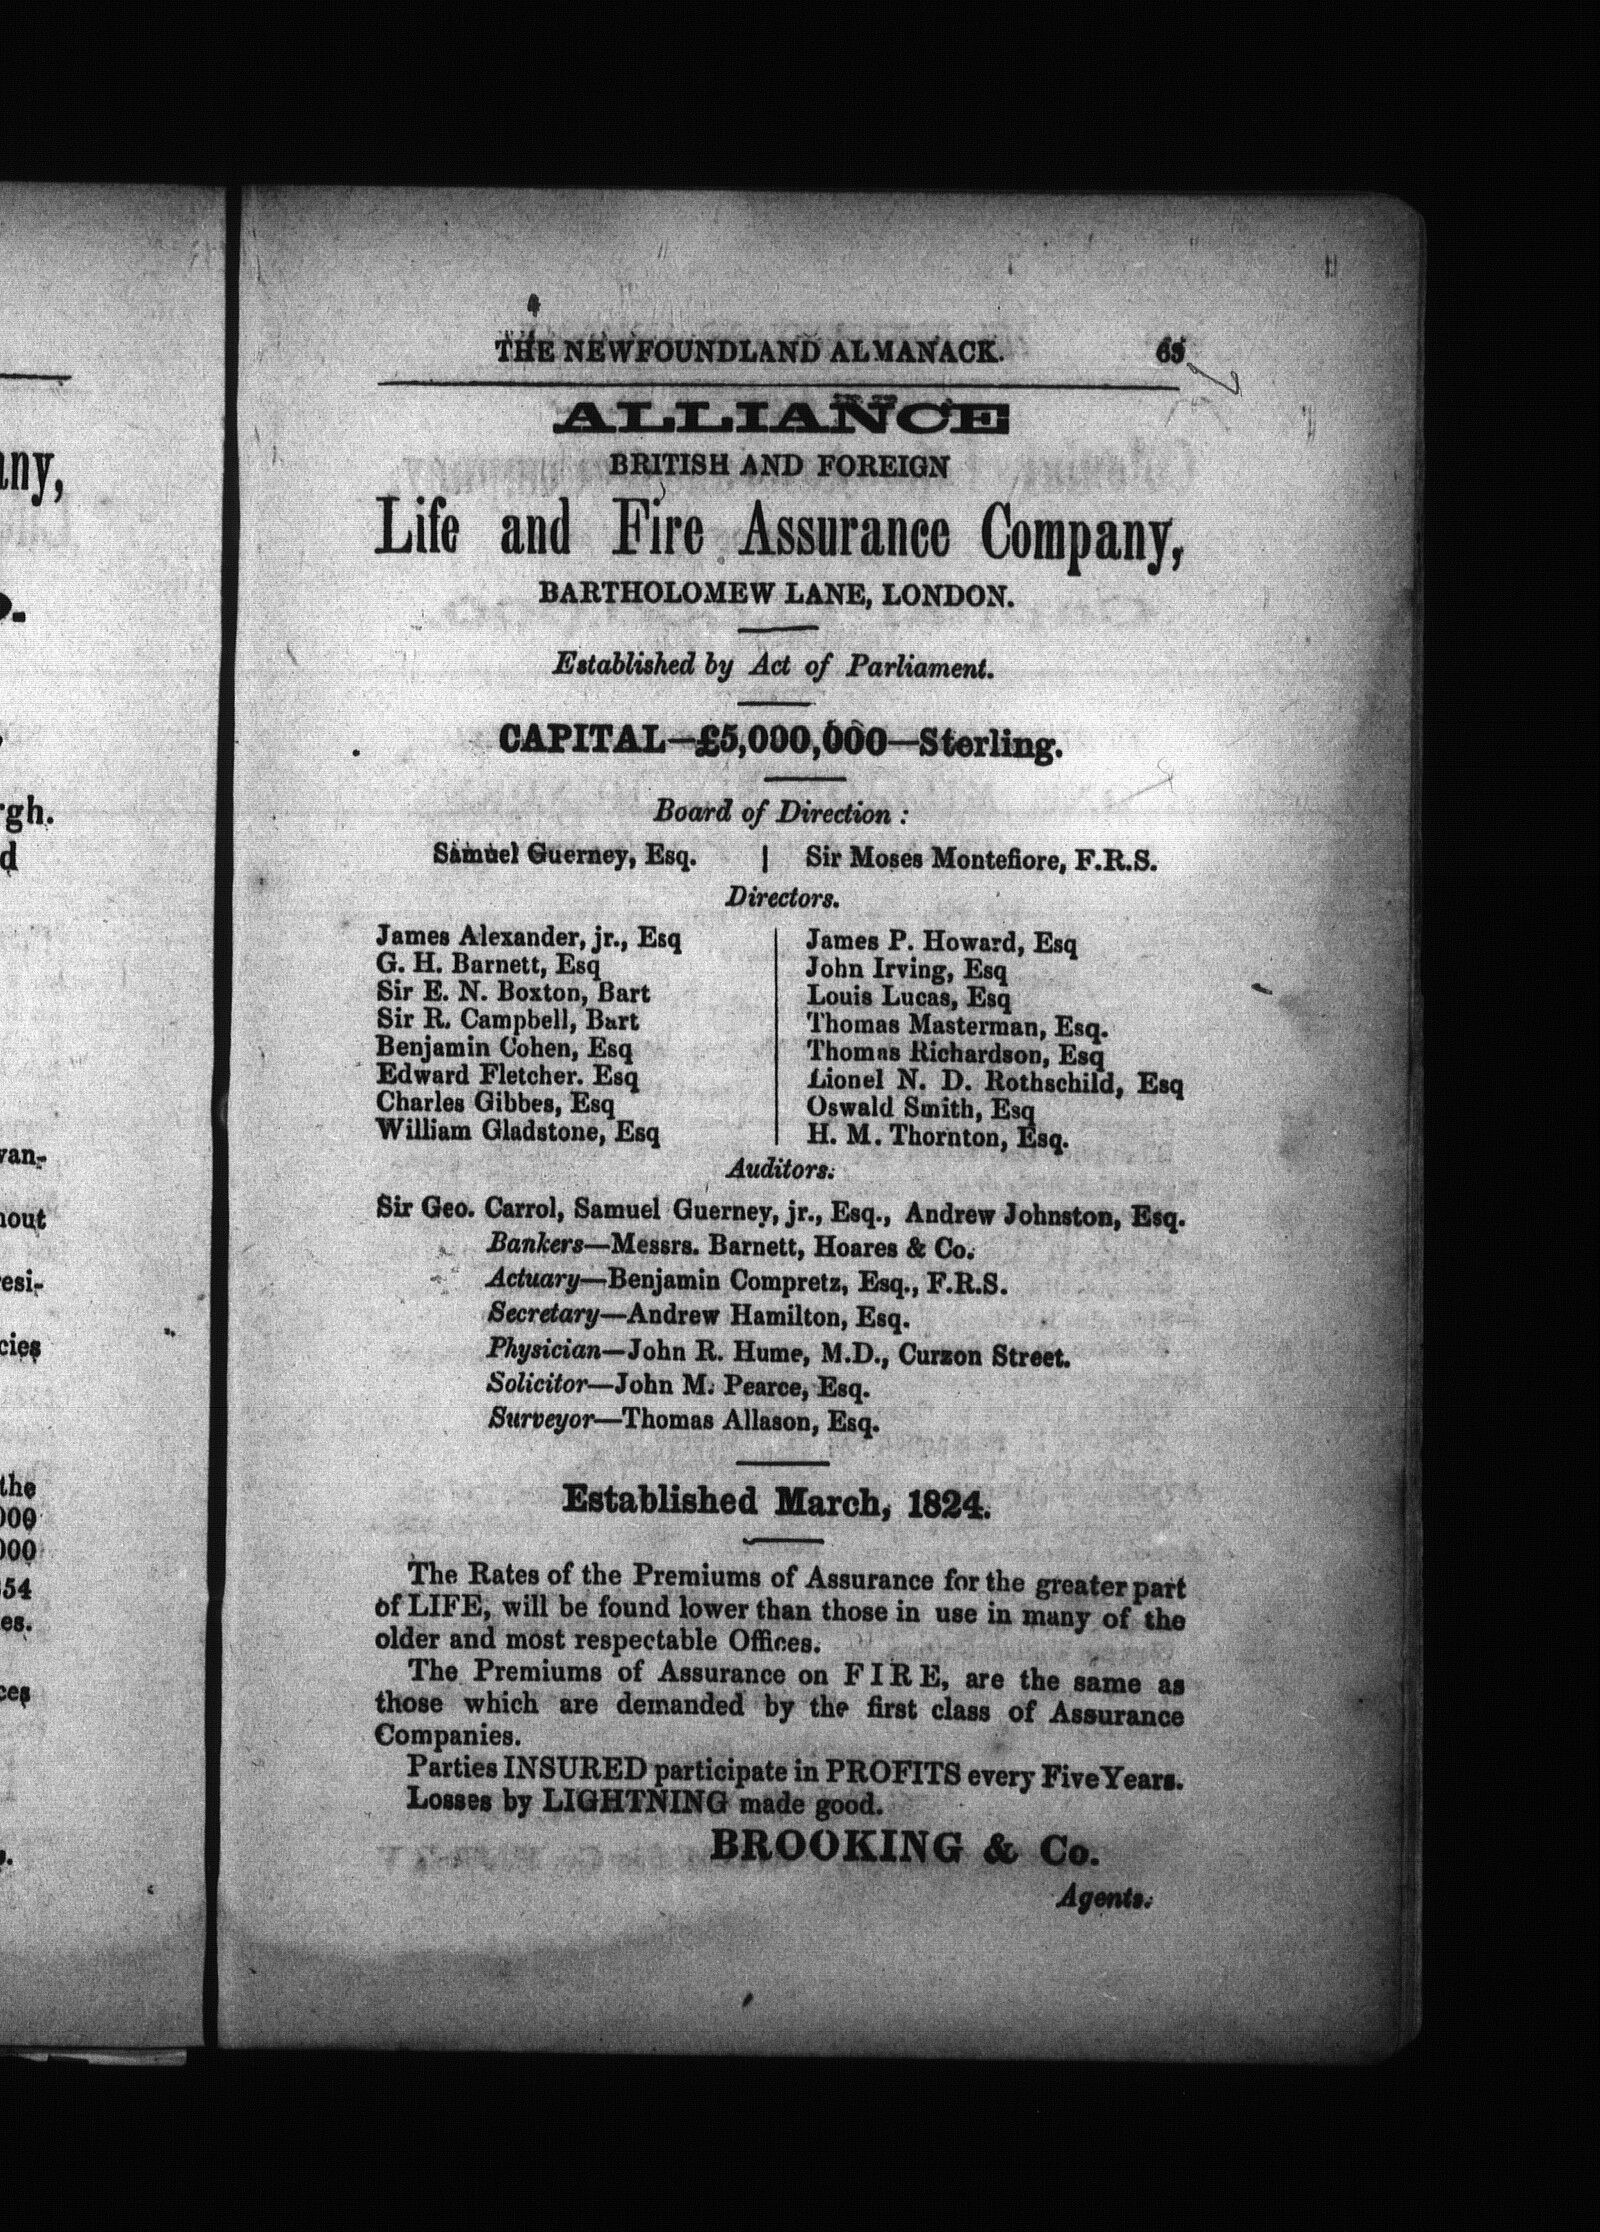 THE NEWFOUNDLAND ALMANACK. 65
ALLIANCE
BRITISH AND FOREIGN
Life and Fire Assurance Company,
BARTHOLOMEW LANE, LONDON.
Established by Act of Parliament.
CAPITAL—£5,000,000—Sterling.
Board of Direction :
Samuel Guerney, Esq. | Sir Moses Montefiore, F.R.S.
Directors.
James Alexander, jr., Esq
G. H. Barnett, Esq
Sir E. N. Boxton, Bart
Sir R. Campbell, Bart
Benjamin Cohen, Esq
Edward Fletcher. Esq
Charles Gibbes, Esq
William Gladstone, Esq
James P. Howard, Esq
John Irving, Esq
Louis Lucas, Esq
Thomas Masterman, Esq.
Thomas Richardson, Esq
Lionel N. D. Rothschild, Esq
Oswald Smith, Esq
H. M. Thornton, Esq.
Auditors.
Sir Geo. Carrol, Samuel Guerney, jr., Esq., Andrew Johnston, Esq.
Bankers—Messrs. Barnett, Hoares & Co.
Actuary—Benjamin Compretz, Esq., F.R.S.
Secretary—Andrew Hamilton, Esq.
Physician—John R. Hume, M.D., Curzon Street.
Solicitor—John M. Pearce, Esq.
Surveyor—Thomas Allason, Esq.
Established March, 1824.
The Rates of the Premiums of Assurance for the greater part
of LIFE, will be found lower than those in use in many of the
older and most respectable Offices.
The Premiums of Assurance on FIRE, are the same as
those which are demanded by the first class of Assurance
Companies.
Parties INSURED participate in PROFITS every Five Years.
Losses by LIGHTNING made good.
BROOKING & Co.
Agents.